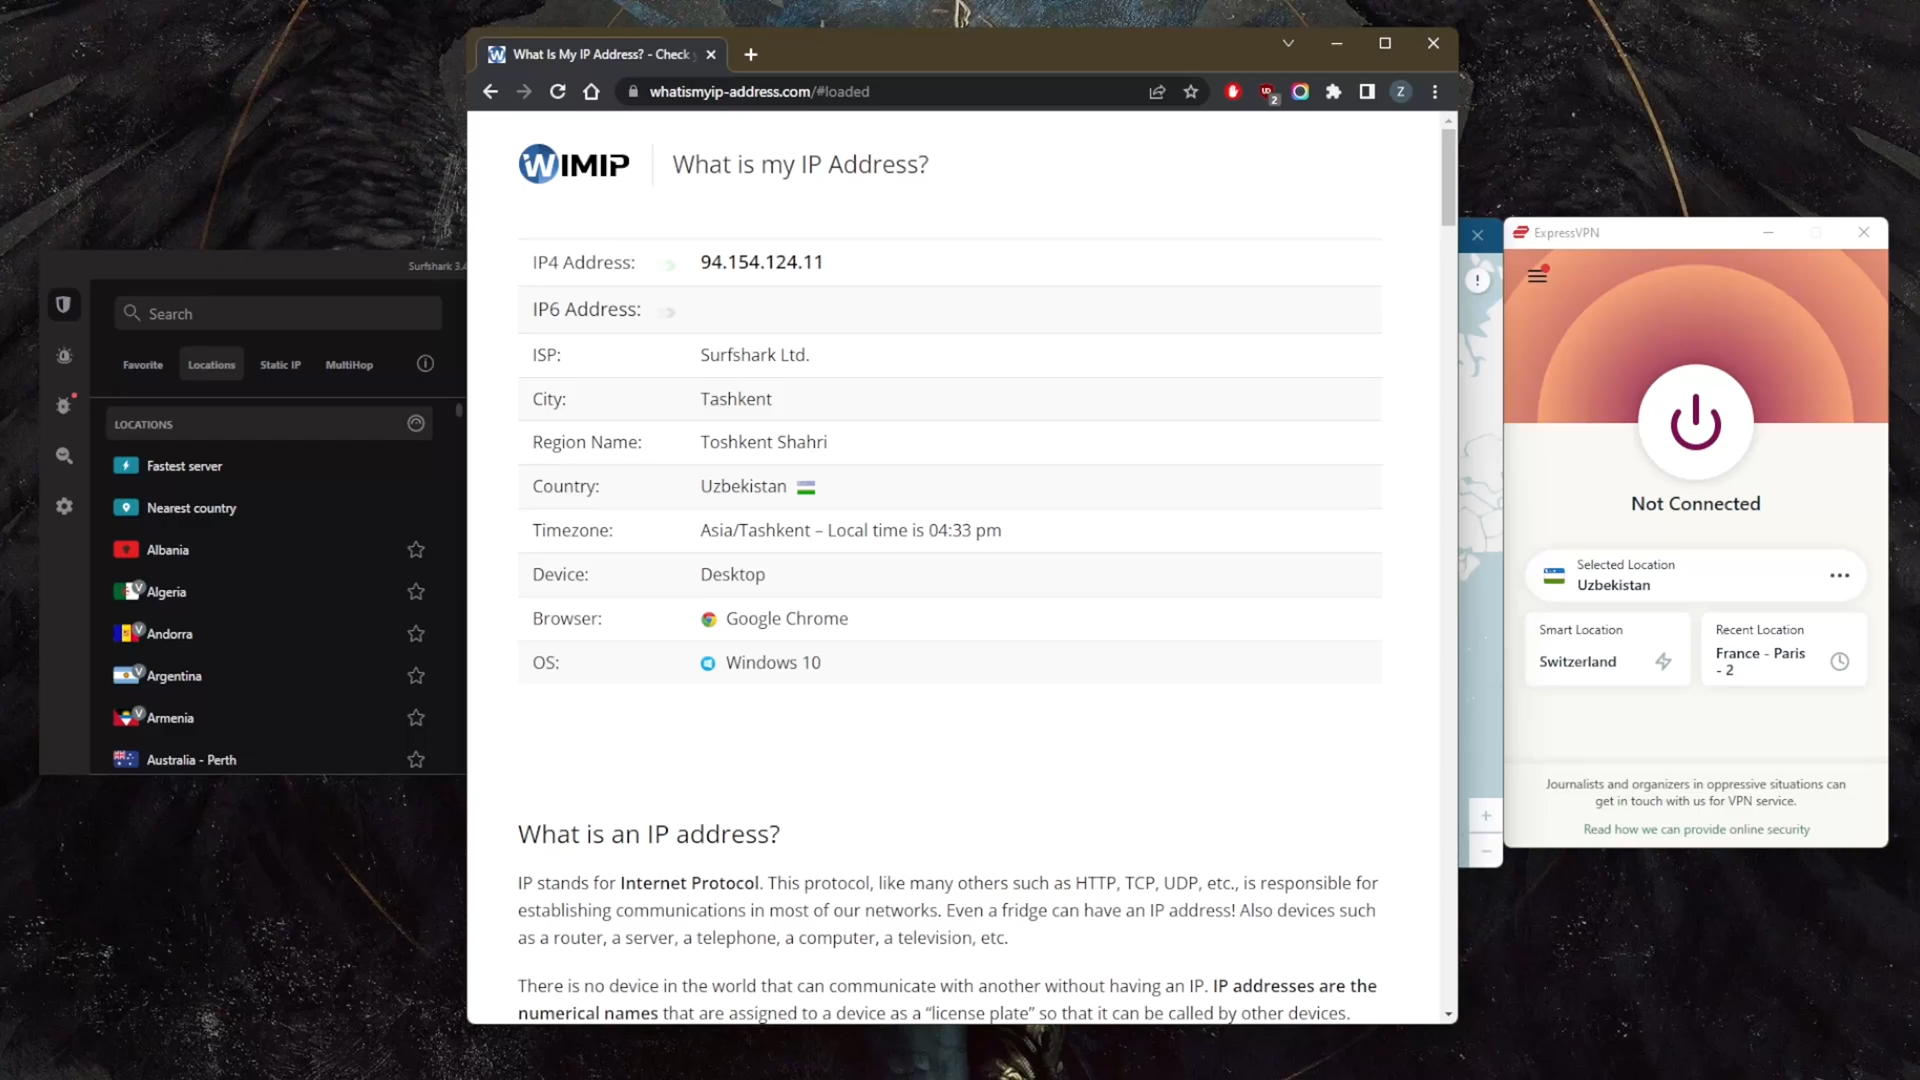 What Is My IP Address? - Check
whatismyip-address.com/#loaded
2
Z
WIMIP
What is my IP Address?
IP4 Address: 94.154.124.11
IP6 Address:
ISP: Surfshark Ltd.
City: Tashkent
Region Name: Toshkent Shahri
Country: Uzbekistan
Timezone: Asia/Tashkent – Local time is 04:33 pm
Device: Desktop
Browser: Google Chrome
OS: Windows 10
What is an IP address?
IP stands for Internet Protocol. This protocol, like many others such as HTTP, TCP, UDP, etc., is responsible for
establishing communications in most of our networks. Even a fridge can have an IP address! Also devices such
as a router, a server, a telephone, a computer, a television, etc.
There is no device in the world that can communicate with another without having an IP. IP addresses are the
numerical names that are assigned to a device as a “license plate” so that it can be called by other devices.
Surfshark
Search
Favorite
Locations
Static IP
MultiHop
LOCATIONS
Fastest server
Nearest country
Albania
Algeria
Andorra
Argentina
Armenia
Australia - Perth
ExpressVPN
Not Connected
Selected Location
Uzbekistan
Smart Location
Switzerland
Recent Location
France - Paris
- 2
Journalists and organizers in oppressive situations can
get in touch with us for VPN service.
Read how we can provide online security